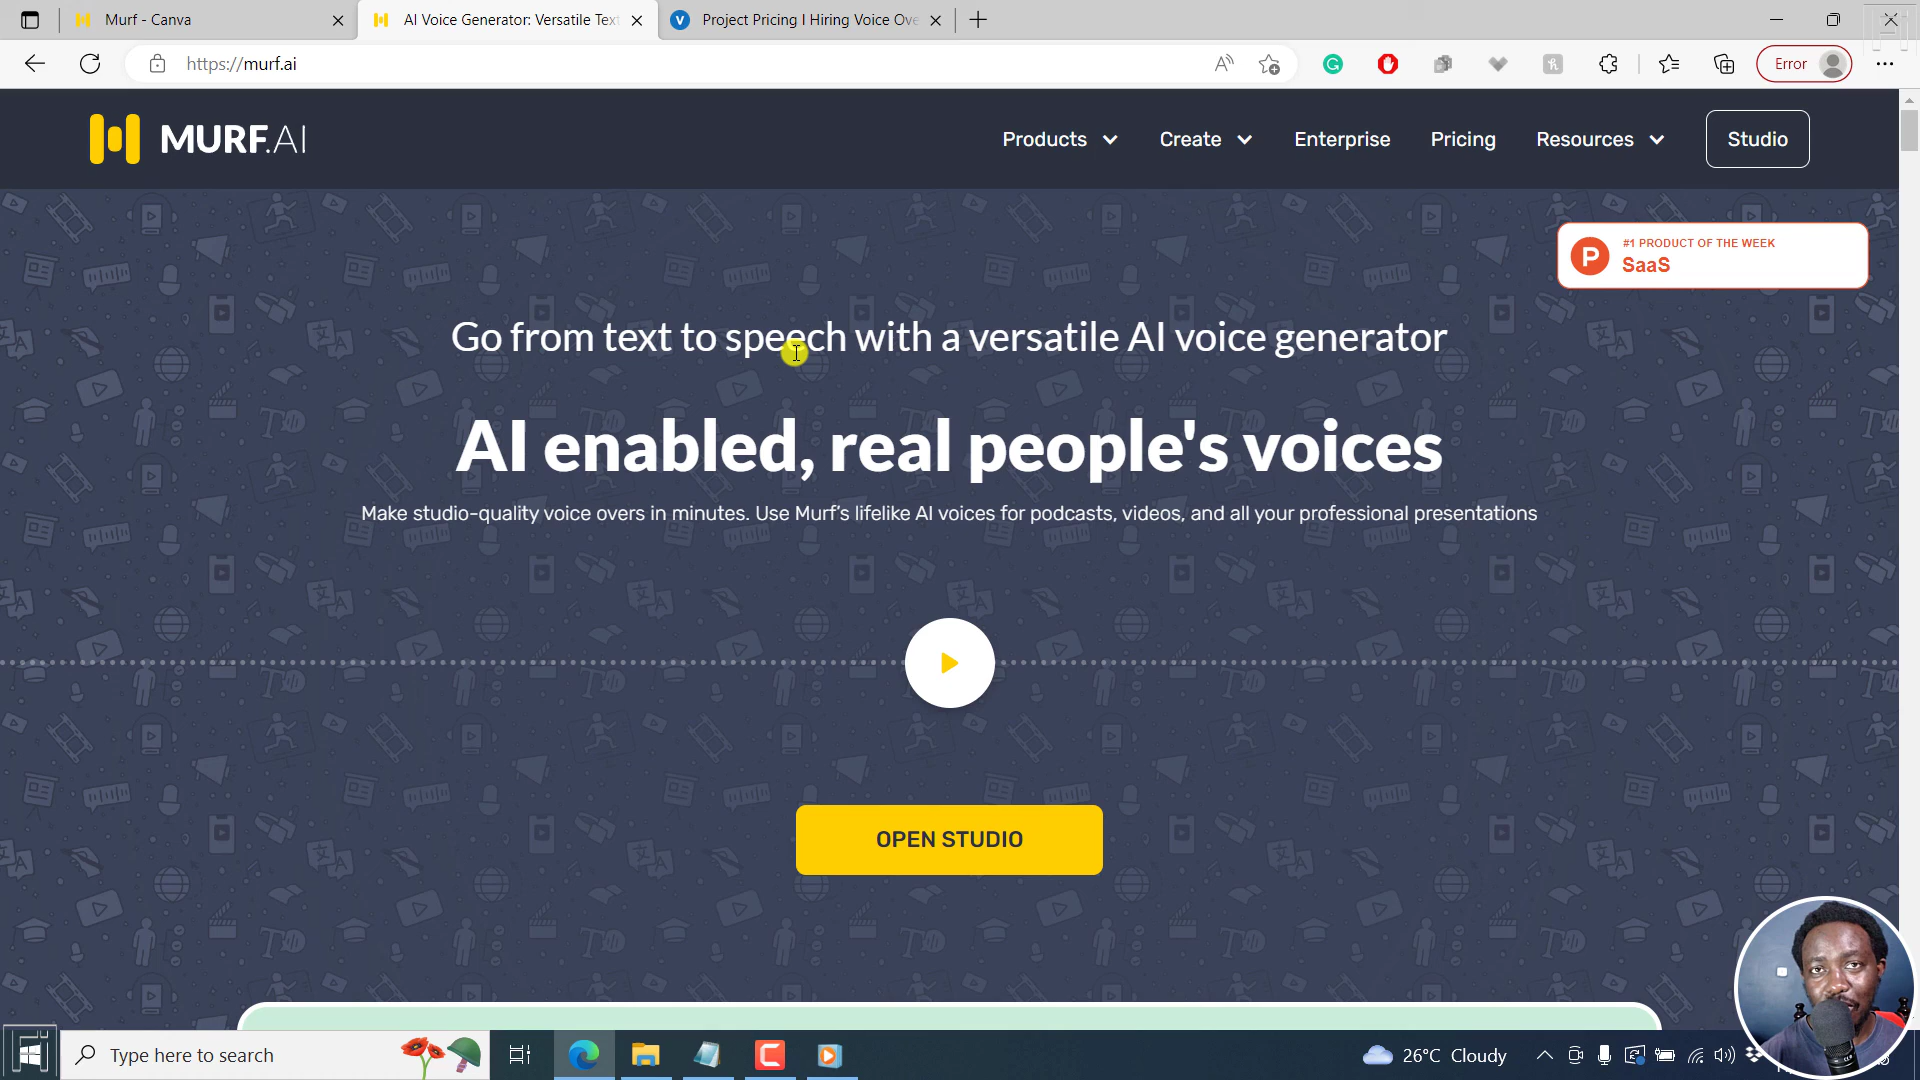 Murf - Canva
AI Voice Generator: Versatile Tex
Project Pricing I Hiring Voice Ove
https://murf.ai
Error
MURF.AI
Products
Create
Enterprise
Pricing
Resources
Studio
#1 PRODUCT OF THE WEEK
SaaS
Go from text to speech with a versatile AI voice generator
AI enabled, real people's voices
Make studio-quality voice overs in minutes. Use Murf's lifelike AI voices for podcasts, videos, and all your professional presentations
OPEN STUDIO
Type here to search
26°C Cloudy